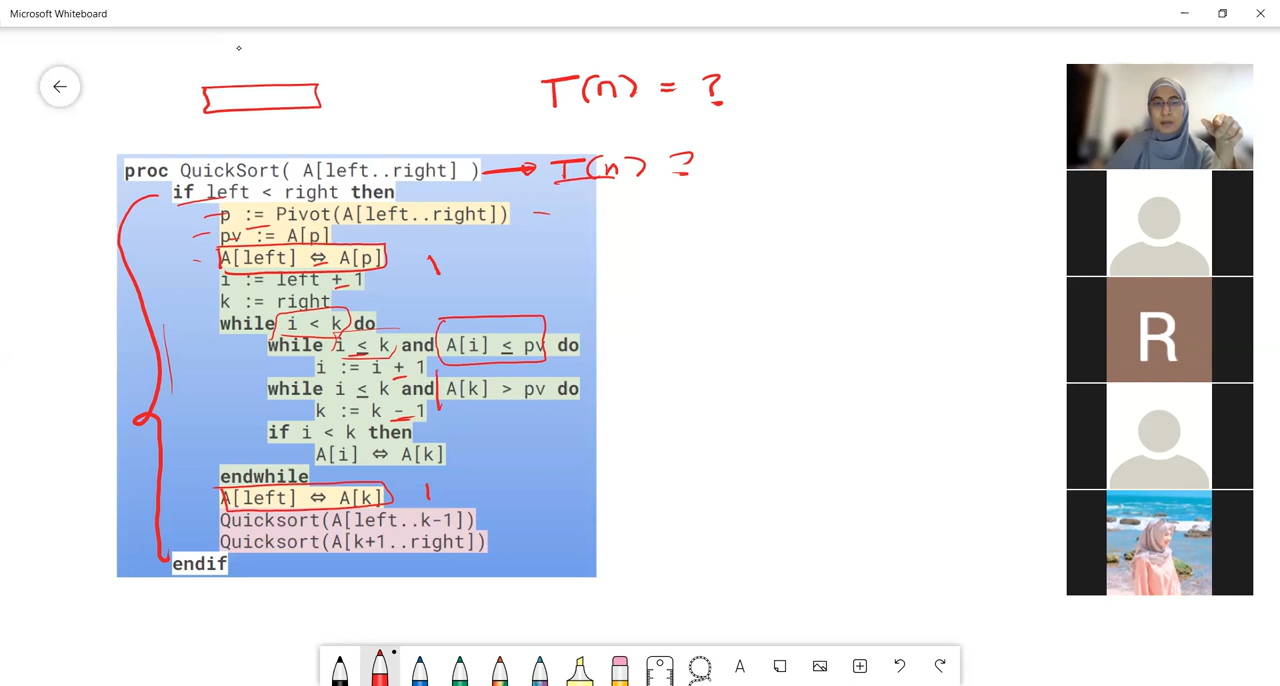 Microsoft Whiteboard
T(n) = ?
proc QuickSort( A[left..right] ) → T(n) ?
if left < right then
p := Pivot(A[left..right])
pv := A[p]
A[left] ⇔ A[p]
i := left + 1
k := right
while i < k do
while i ≤ k and A[i] ≤ pv do
i := i + 1
while i ≤ k and A[k] > pv do
k := k - 1
if i < k then
A[i] ⇔ A[k]
endwhile
A[left] ⇔ A[k]
Quicksort(A[left..k-1])
Quicksort(A[k+1..right])
endif
R
A